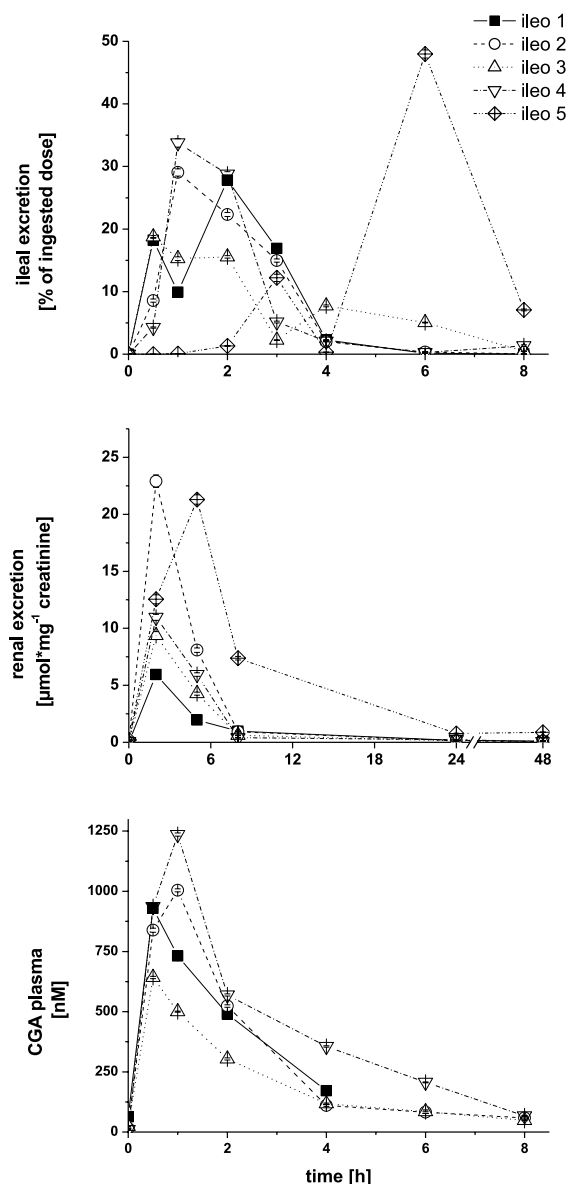 ileo 1
ileo 2
ileo 3
ileo 4
ileo 5
ileal excretion
[% of ingested dose]
50
40
30
20
10
0
0 2 4 6 8
renal excretion
[µmol*mg⁻¹ creatinine]
25
20
15
10
5
0
0 6 12 18 24 48
CGA plasma
[nM]
1250
1000
750
500
250
0
0 2 4 6 8
time [h]